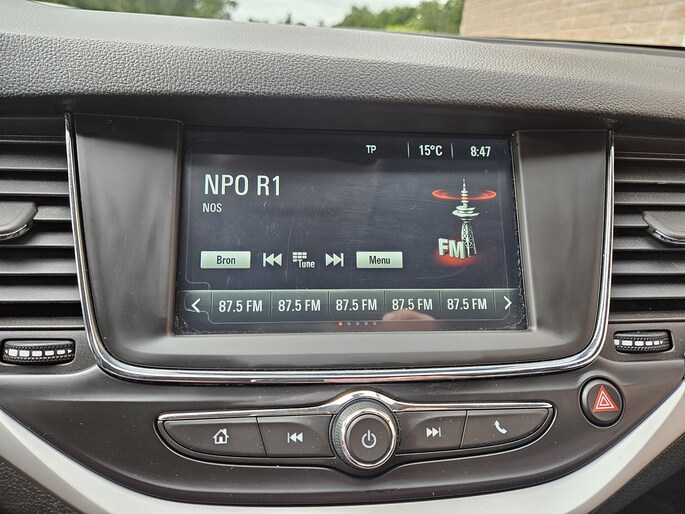 TP 15°C 8:47
NPO R1
NOS
FM
Bron Tune Menu
87.5 FM 87.5 FM 87.5 FM 87.5 FM 87.5 FM